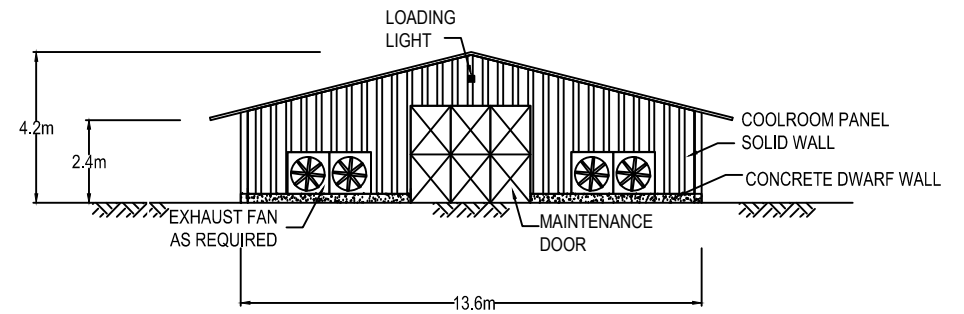 LOADING
LIGHT
4.2m
2.4m
COOLROOM PANEL
SOLID WALL
CONCRETE DWARF WALL
EXHAUST FAN
AS REQUIRED
MAINTENANCE
DOOR
13.6m